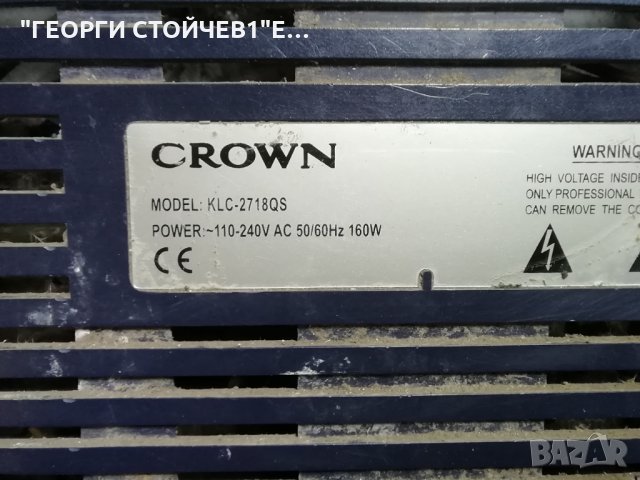 "ГЕОРГИ СТОЙЧЕВ1"Е...
CROWN
MODEL: KLC-2718QS
POWER:~110-240V AC 50/60Hz 160W
CE
WARNING
HIGH VOLTAGE INSIDE
ONLY PROFESSIONAL
CAN REMOVE THE
BAZAR